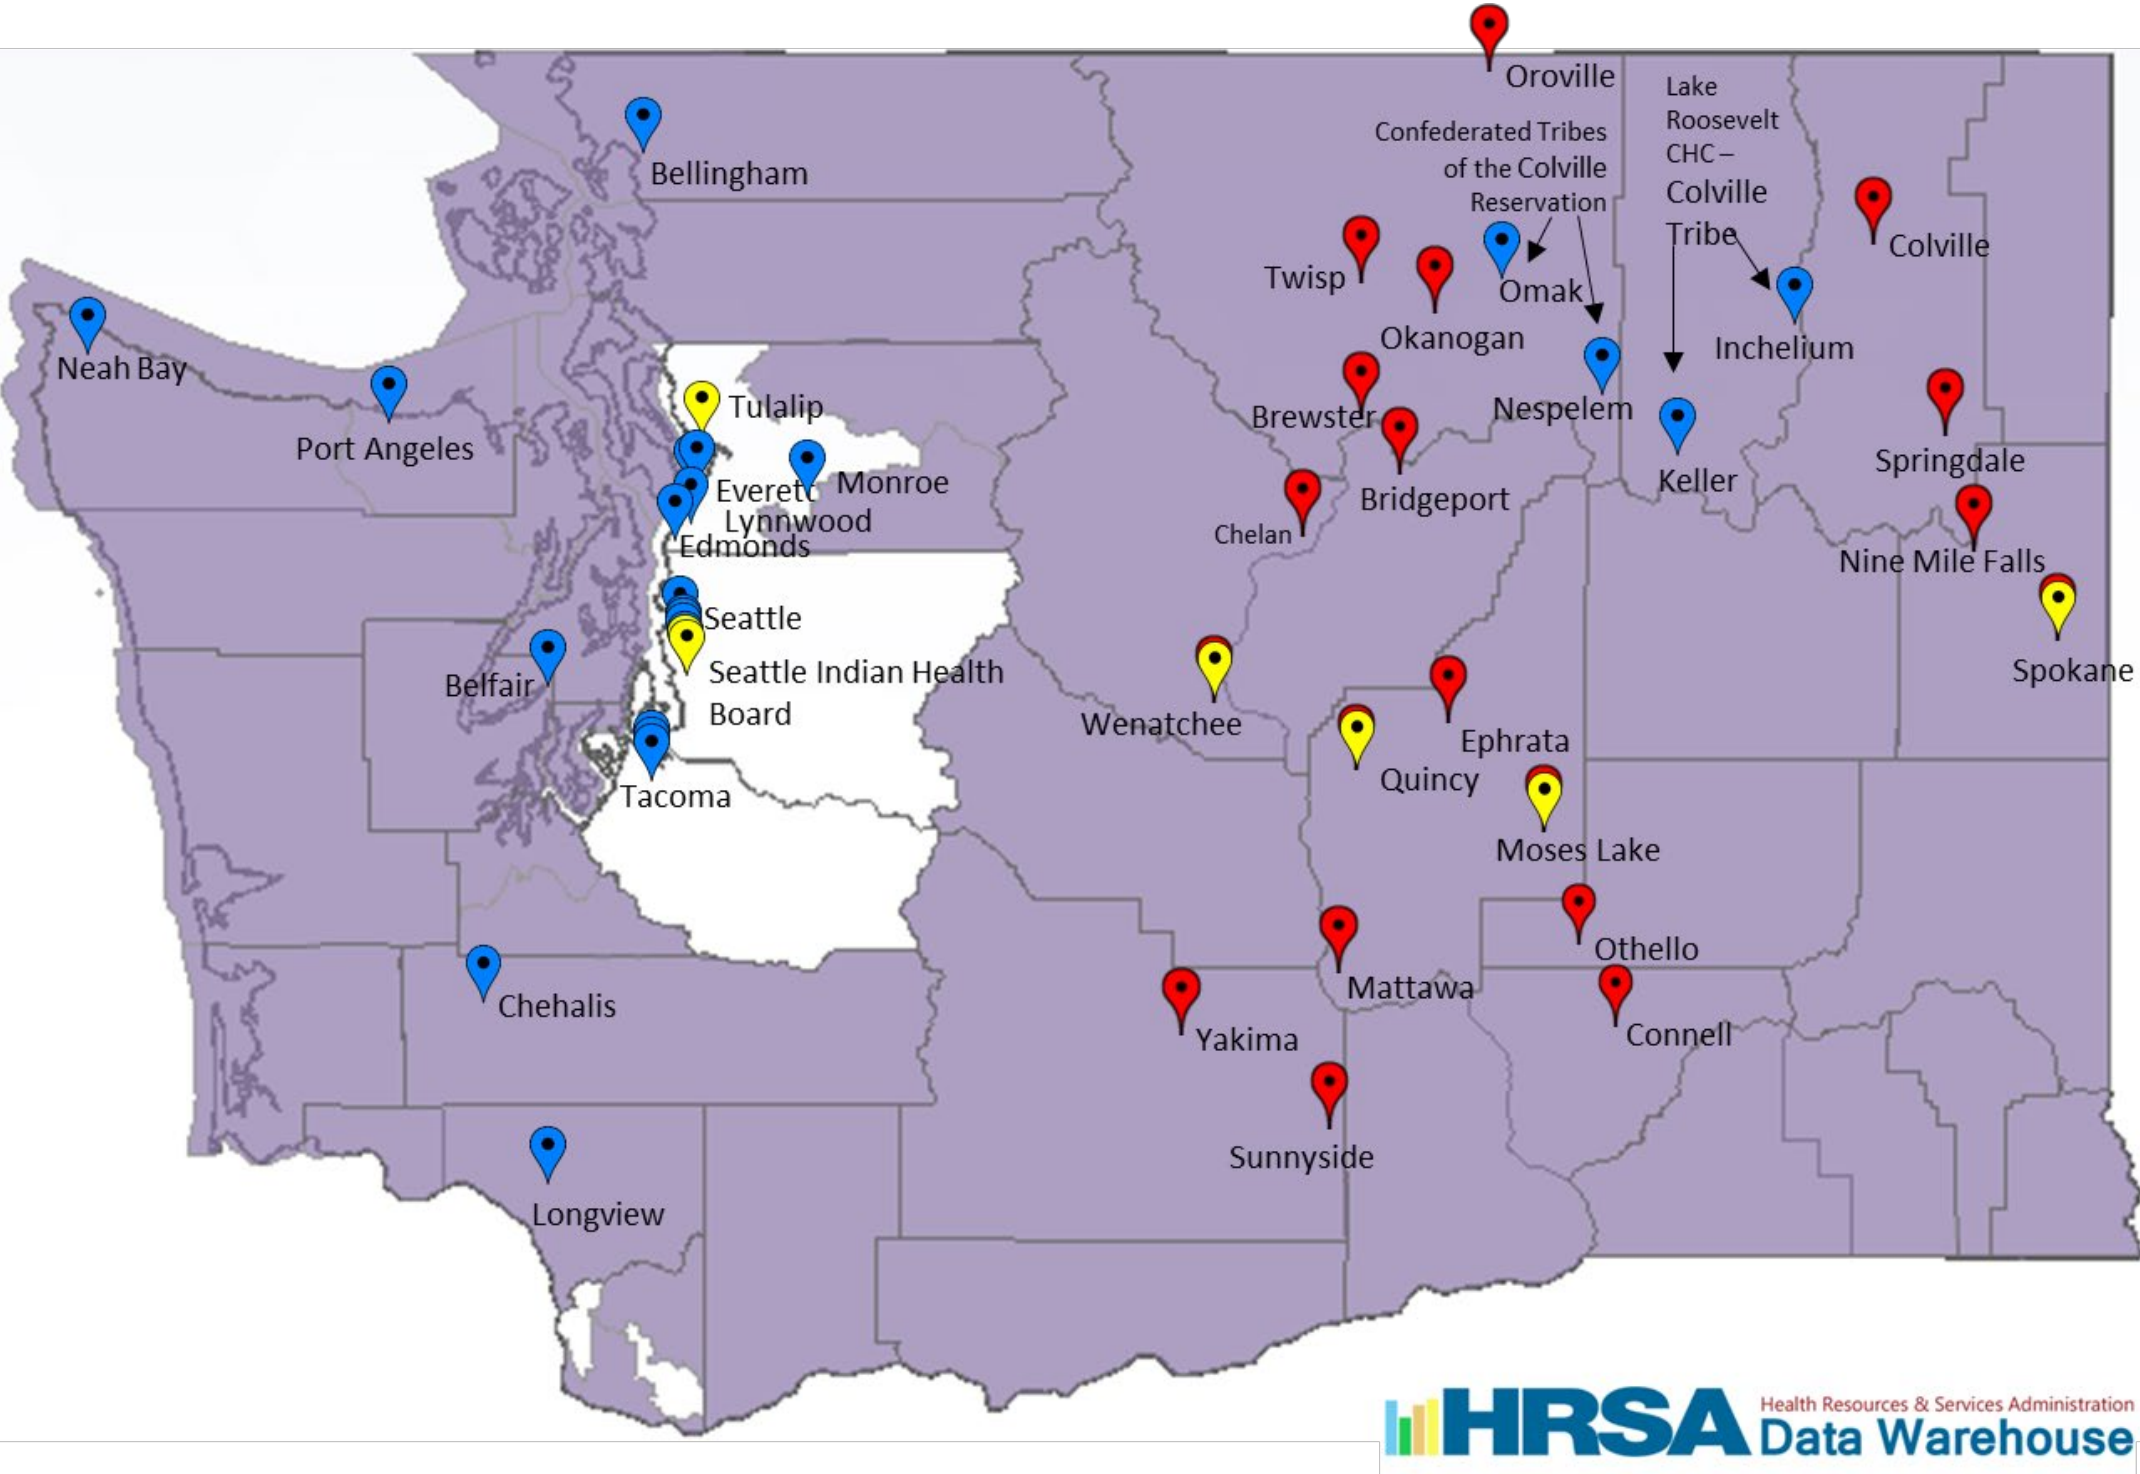 Oroville
Lake
Roosevelt
CHC –
Colville
Tribe
Confederated Tribes
of the Colville
Reservation
Bellingham
Colville
Twisp
Omak
Okanogan
Inchelium
Neah Bay
Tulalip
Brewster
Nespelem
Port Angeles
Everett
Monroe
Springdale
Keller
Bridgeport
Lynnwood
Chelan
Edmonds
Nine Mile Falls
Seattle
Spokane
Belfair
Seattle Indian Health
Board
Wenatchee
Ephrata
Quincy
Tacoma
Moses Lake
Othello
Mattawa
Chehalis
Yakima
Connell
Sunnyside
Longview
HRSA
Health Resources & Services Administration
Data Warehouse